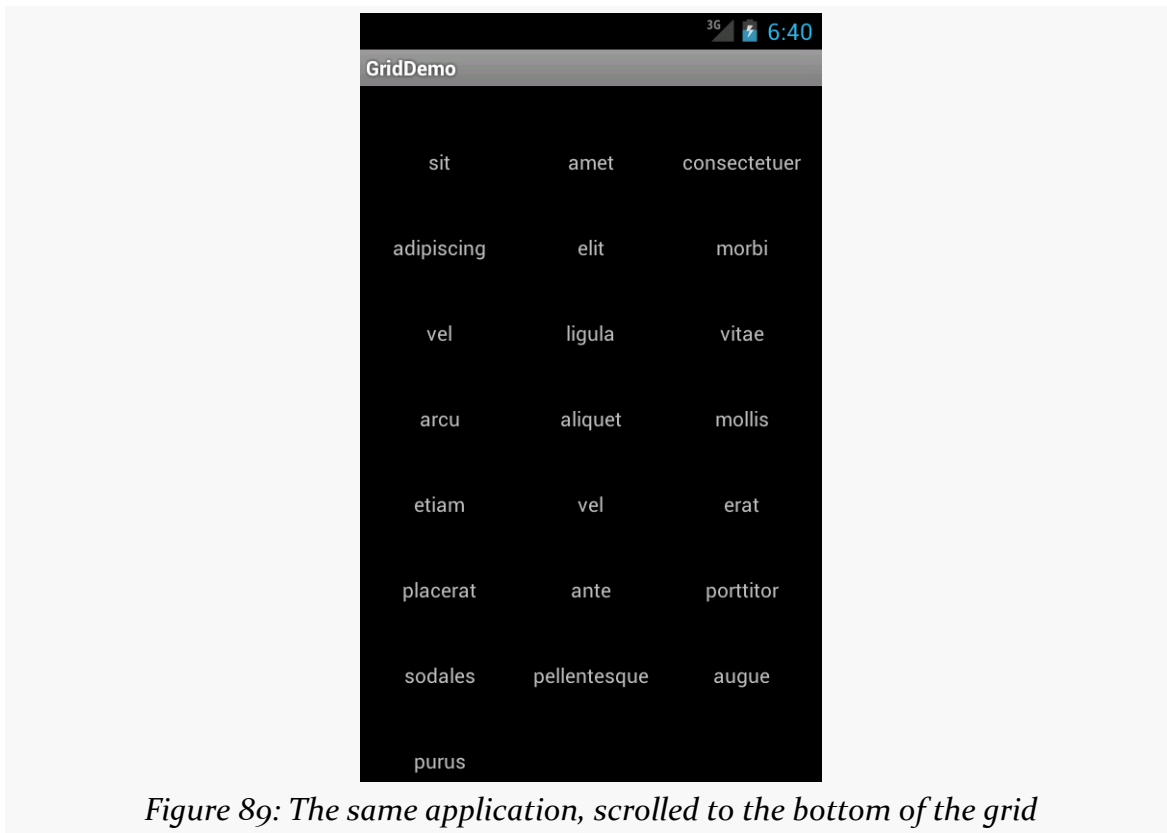 3G 6:40
GridDemo
sit amet consectetuer
adipiscing elit morbi
vel ligula vitae
arcu aliquet mollis
etiam vel erat
placerat ante porttitor
sodales pellentesque augue
purus
Figure 89: The same application, scrolled to the bottom of the grid